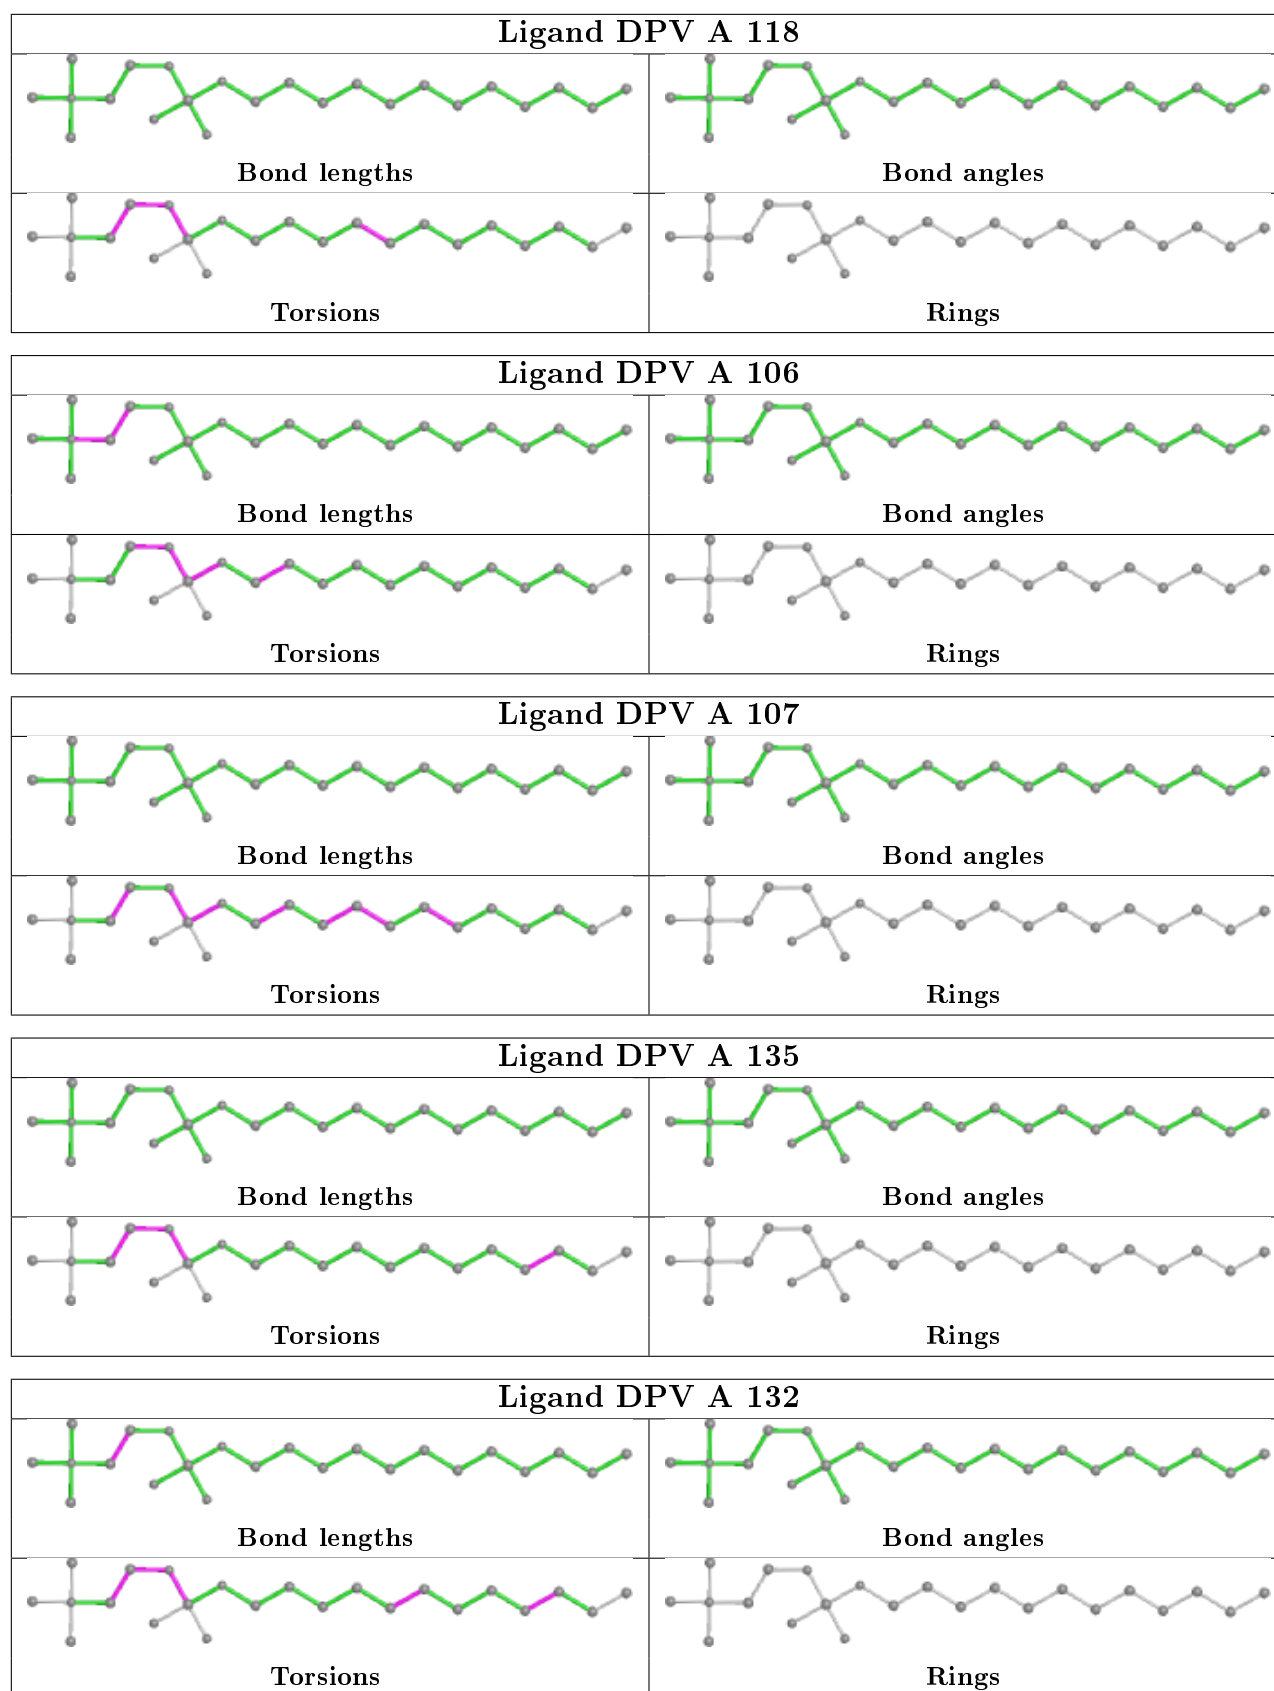 Ligand DPV A 118
Bond lengths
Bond angles
Torsions
Rings
Ligand DPV A 106
Bond lengths
Bond angles
Torsions
Rings
Ligand DPV A 107
Bond lengths
Bond angles
Torsions
Rings
Ligand DPV A 135
Bond lengths
Bond angles
Torsions
Rings
Ligand DPV A 132
Bond lengths
Bond angles
Torsions
Rings